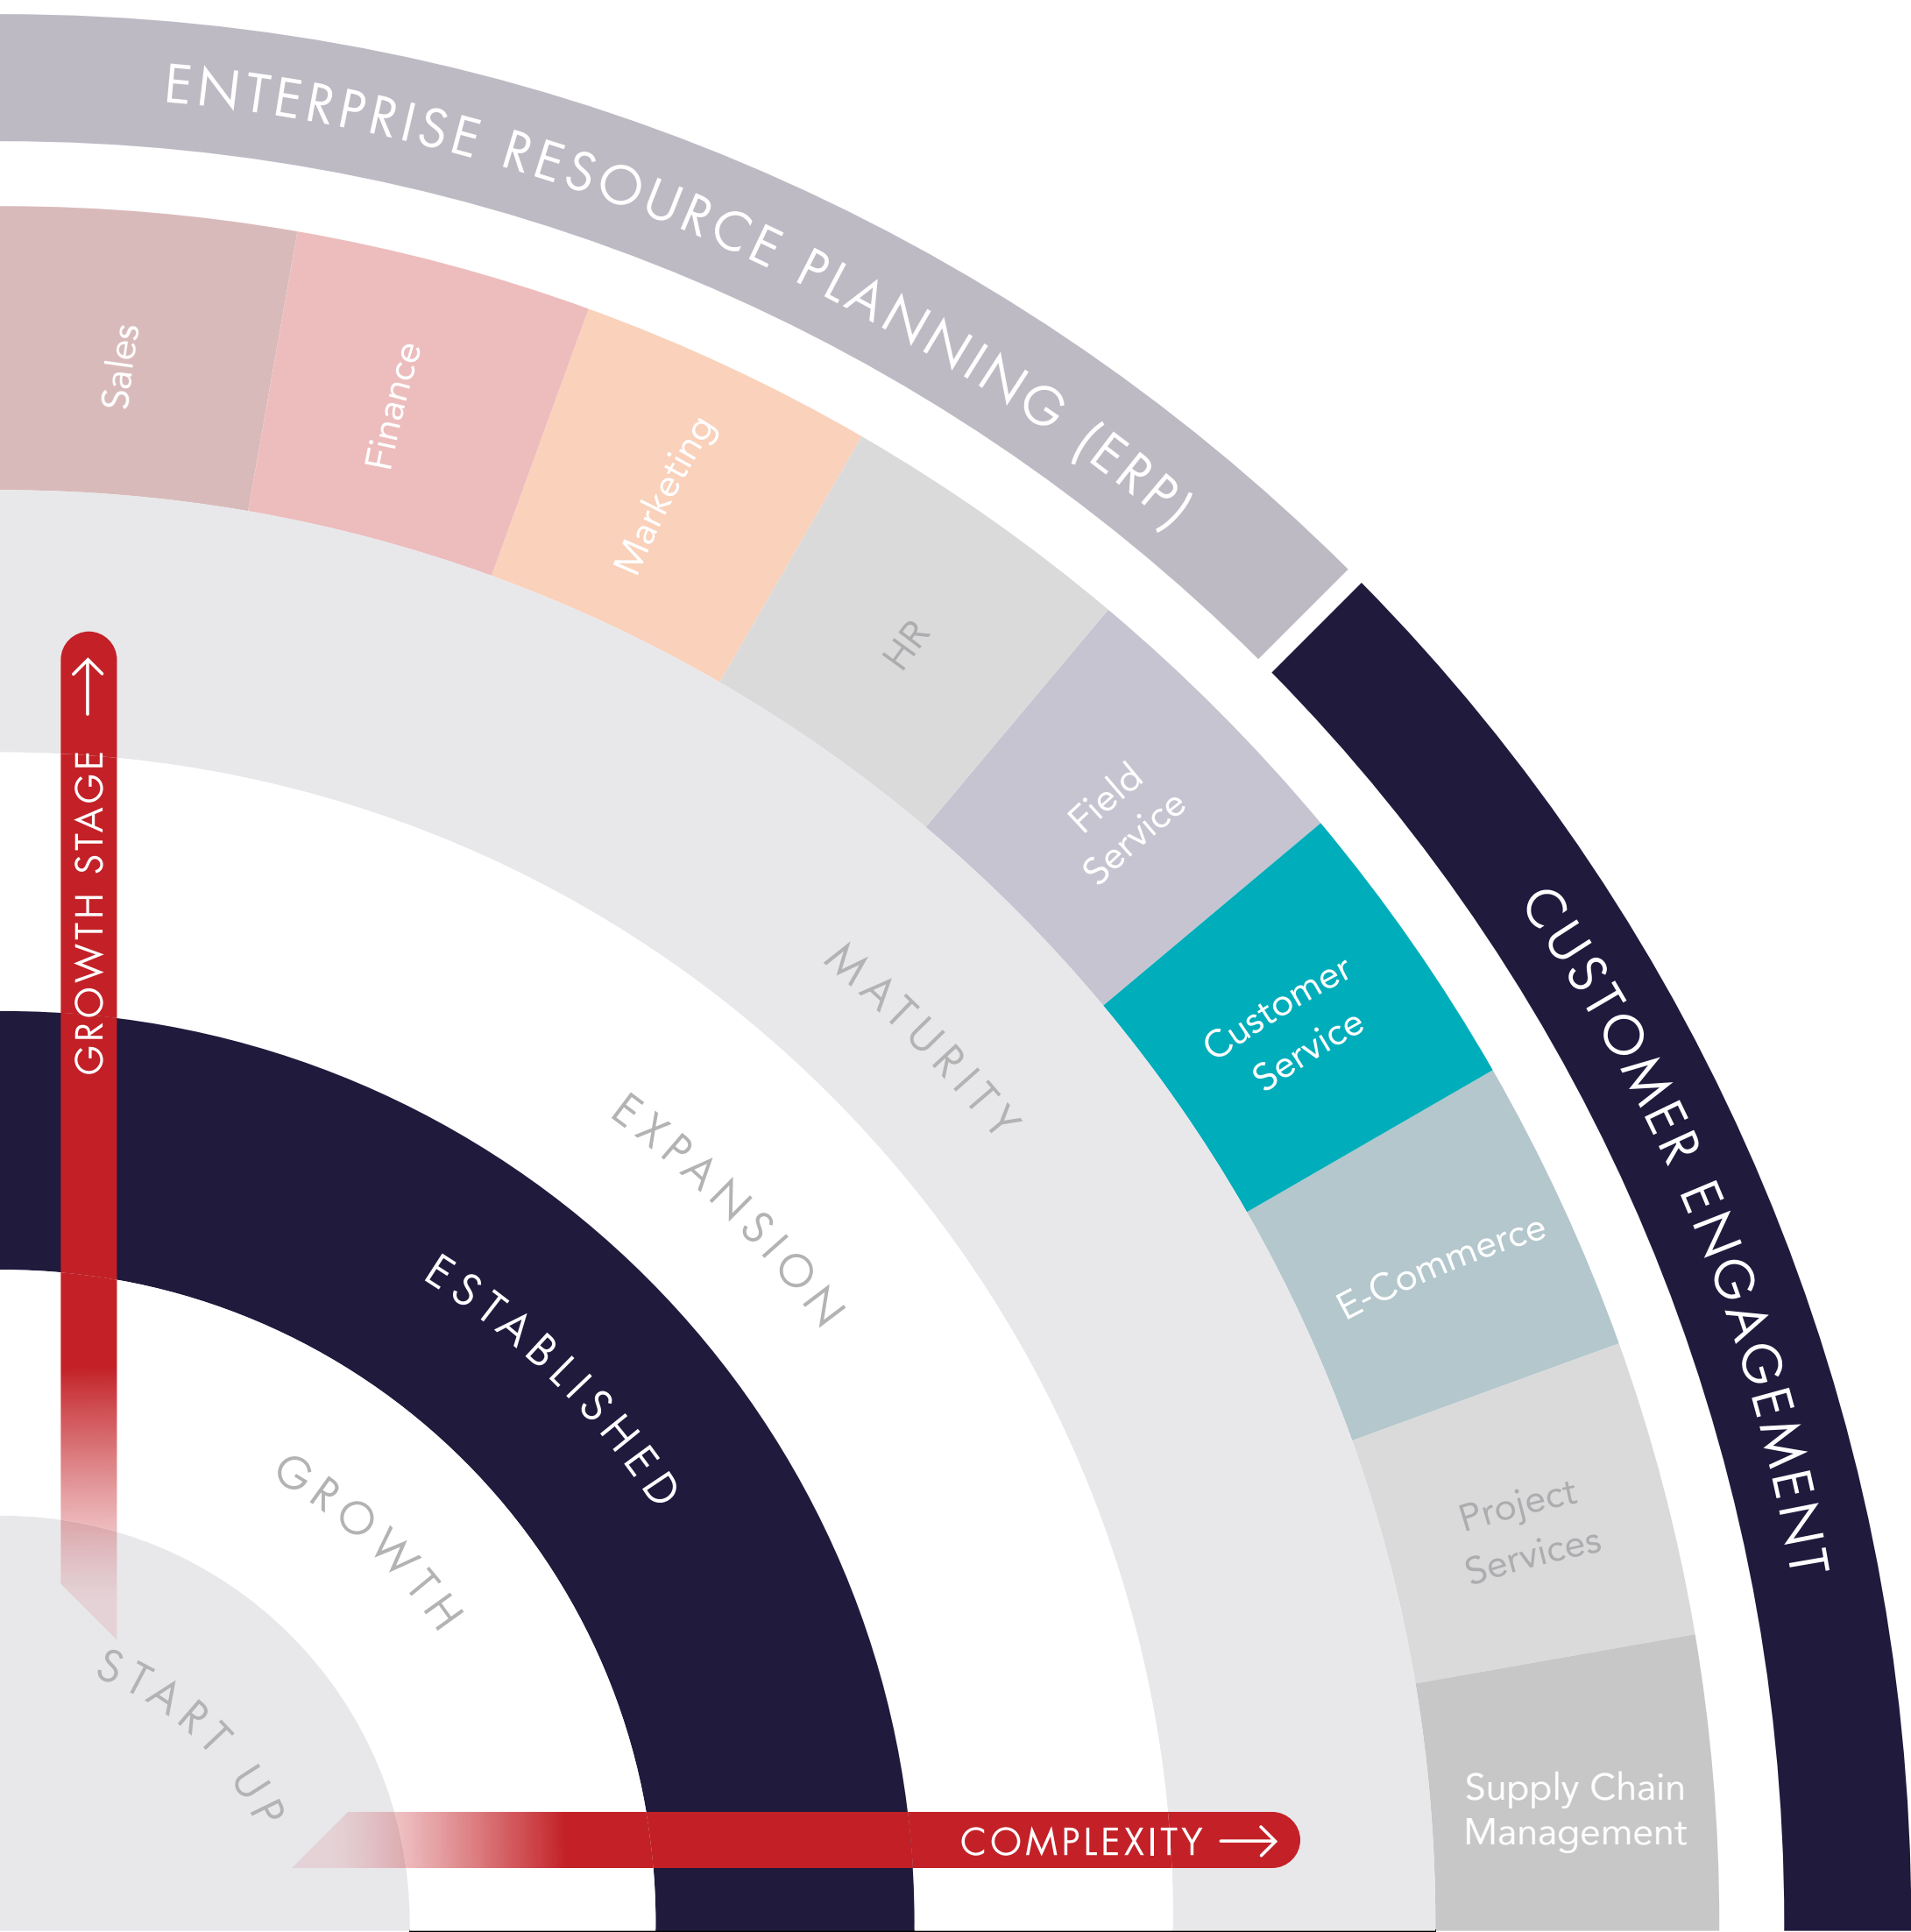 ENTERPRISE RESOURCE PLANNING (ERP)
CUSTOMER ENGAGEMENT
Sales
Finance
Marketing
HR
Field
Service
Customer
Service
E-Commerce
Project
Services
Supply Chain
Management
MATURITY
EXPANSION
ESTABLISHED
GROWTH
START UP
GROWTH STAGE
COMPLEXITY